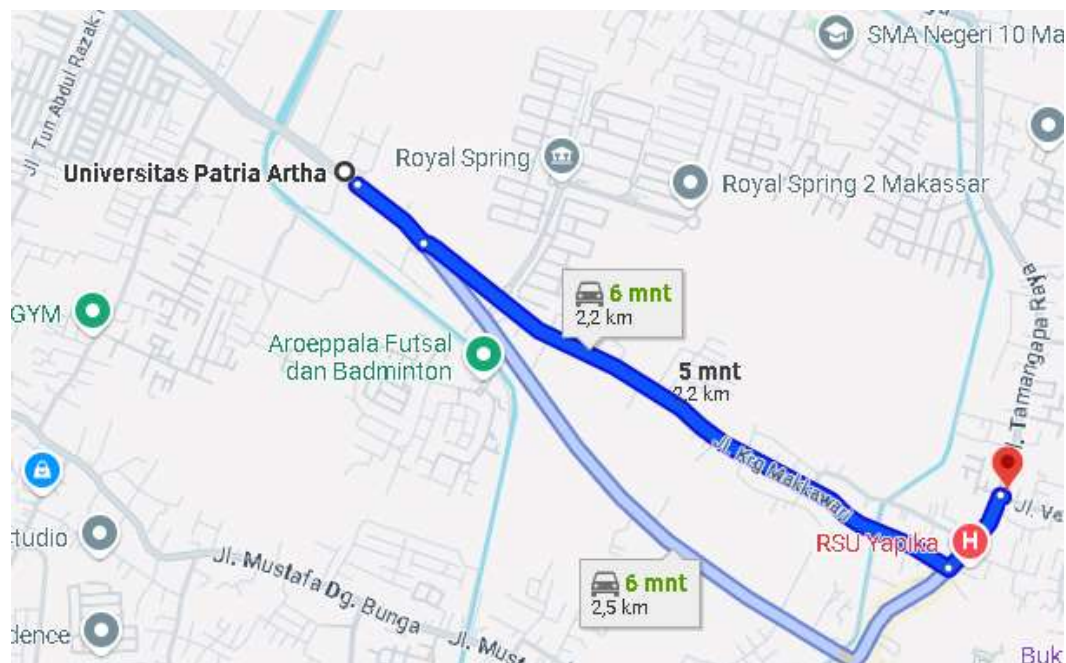 SMA Negeri 10 Ma
Jl. Tun Abdul Razak
Universitas Patria Artha
Royal Spring
Royal Spring 2 Makassar
6 mnt
2,2 km
GYM
Aroeppala Futsal
dan Badminton
5 mnt
2,2 km
l. Tamangapa Raya
Jl. Krg Makkawari
Jl. Ve
RSU Yapika
H
tudio
Jl. Mustafa Dg. Bunga
6 mnt
2,5 km
Jl. Must
dence
Buk